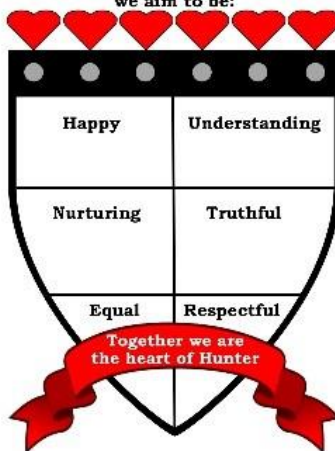 we aim to be:
Happy Understanding
Nurturing Truthful
Equal Respectful
Together we are
the heart of Hunter